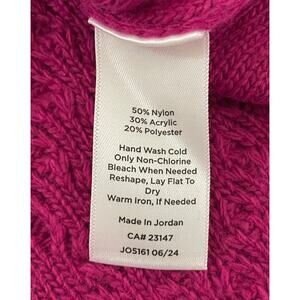 50% Nylon
30% Acrylic
20% Polyester
Hand Wash Cold
Only Non-Chlorine
Bleach When Needed
Reshape, Lay Flat To
Dry
Warm Iron, If Needed
Made In Jordan
CA# 23147
JO5161 06/24